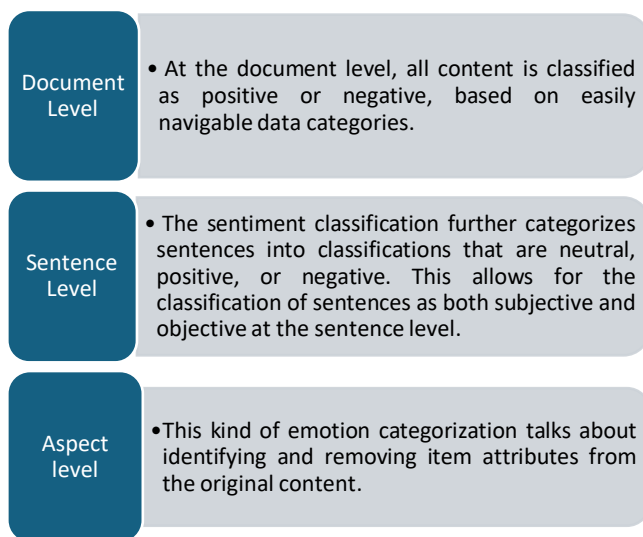 Document
Level
• At the document level, all content is classified
as positive or negative, based on easily
navigable data categories.
Sentence
Level
• The sentiment classification further categorizes
sentences into classifications that are neutral,
positive, or negative. This allows for the
classification of sentences as both subjective and
objective at the sentence level.
Aspect
level
•This kind of emotion categorization talks about
identifying and removing item attributes from
the original content.